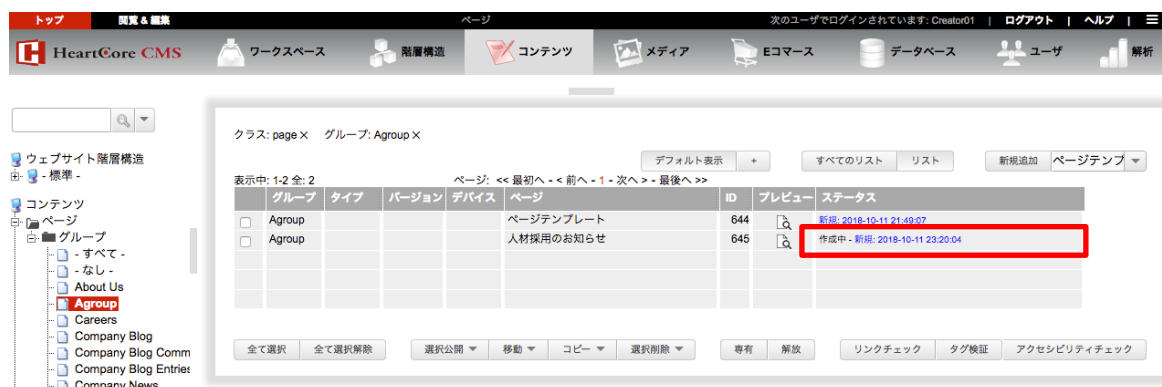 トップ 閲覧 & 編集 ページ 次のユーザでログインされています: Creator01 | ログアウト | ヘルプ |
HeartCore CMS ワークスペース 階層構造 コンテンツ メディア Eコマース データベース ユーザ 解析
クラス: page × グループ: Agroup ×
デフォルト表示 + すべてのリスト リスト 新規追加 ページテンプ
表示中: 1-2 全: 2 ページ: << 最初へ - < 前へ - 1 - 次へ > - 最後へ >>
グループ タイプ バージョン デバイス ページ ID プレビュー ステータス
Agroup ページテンプレート 644 新規: 2018-10-11 21:49:07
Agroup 人材採用のお知らせ 645 作成中 - 新規: 2018-10-11 23:20:04
全て選択 全て選択解除 選択公開 移動 コピー 選択削除 専有 解放 リンクチェック タグ検証 アクセシビリティチェック
ウェブサイト階層構造
- 標準 -
コンテンツ
ページ
グループ
- すべて -
- なし -
About Us
Agroup
Careers
Company Blog
Company Blog Comm
Company Blog Entries
Company News